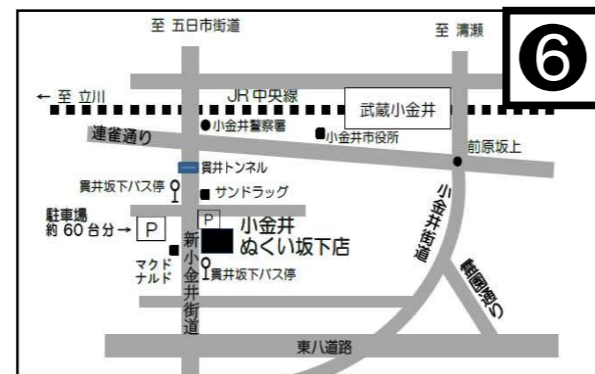 至 五日市街道
至 清瀬
❻
← 至 立川
JR中央線
武蔵小金井
小金井警察署
小金井市役所
連雀通り
前原坂上
貫井トンネル
貫井坂下バス停
サンドラッグ
小金井街道
駐車場
約60台分→
P
P
小金井
ぬくい坂下店
新小金井街道
マクド
ナルド
貫井坂下バス停
東八道路